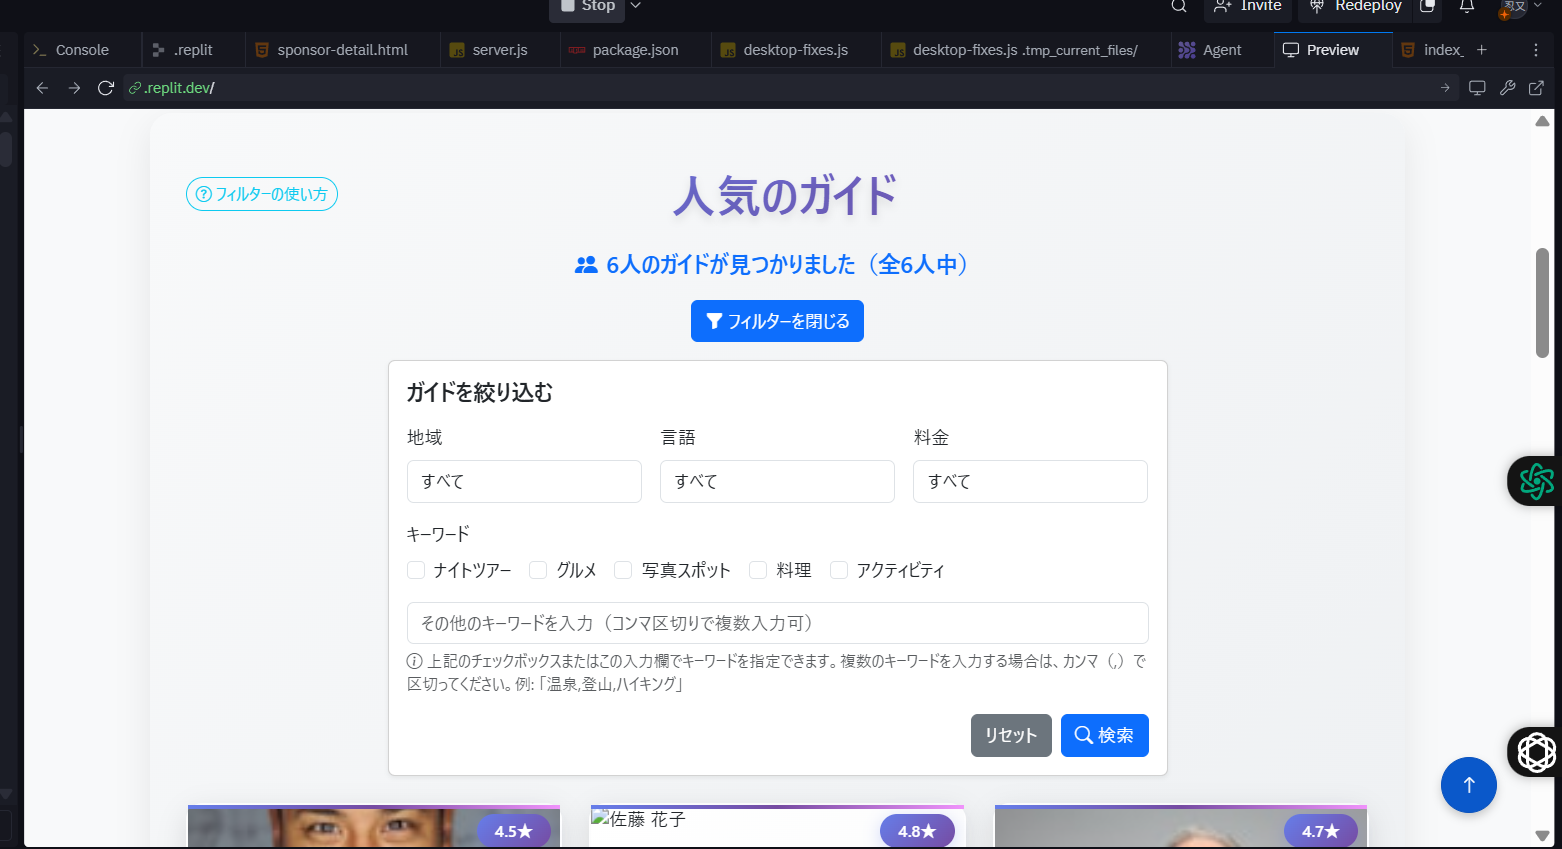 Stop
Invite
Redeploy
Console
.replit
sponsor-detail.html
server.js
package.json
desktop-fixes.js
desktop-fixes.js .tmp_current_files/
Agent
Preview
index_
.replit.dev/
フィルターの使い方
人気のガイド
6人のガイドが見つかりました（全6人中）
フィルターを閉じる
ガイドを絞り込む
地域 言語 料金
すべて すべて すべて
キーワード
ナイトツアー グルメ 写真スポット 料理 アクティビティ
その他のキーワードを入力（コンマ区切りで複数入力可）
上記のチェックボックスまたはこの入力欄でキーワードを指定できます。複数のキーワードを入力する場合は、カンマ（,）で
区切ってください。例: 「温泉,登山,ハイキング」
リセット 検索
4.5★
佐藤 花子
4.8★
4.7★